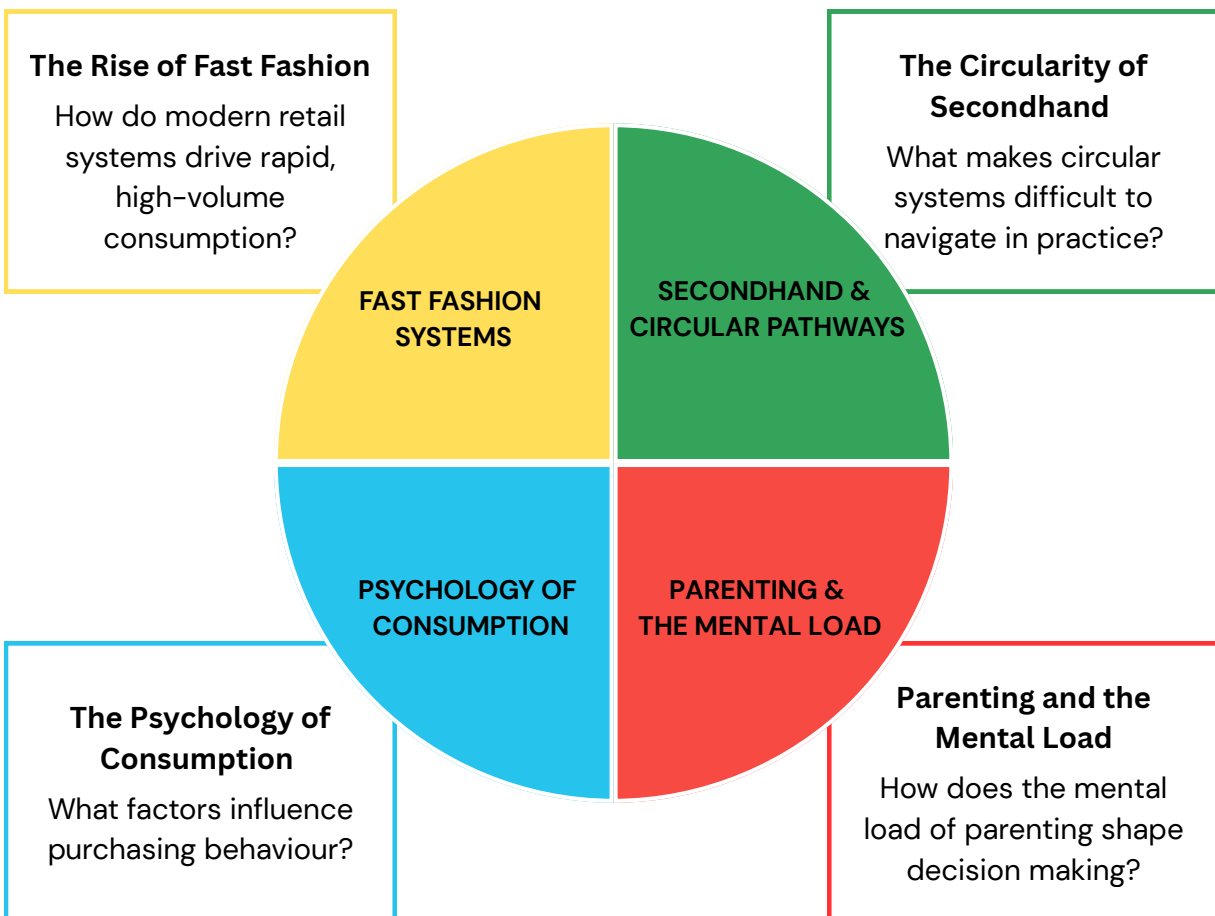 The Rise of Fast Fashion
How do modern retail
systems drive rapid,
high-volume
consumption?
The Circularity of
Secondhand
What makes circular
systems difficult to
navigate in practice?
FAST FASHION
SYSTEMS
SECONDHAND &
CIRCULAR PATHWAYS
PSYCHOLOGY OF
CONSUMPTION
PARENTING &
THE MENTAL LOAD
The Psychology of
Consumption
What factors influence
purchasing behaviour?
Parenting and the
Mental Load
How does the mental
load of parenting shape
decision making?